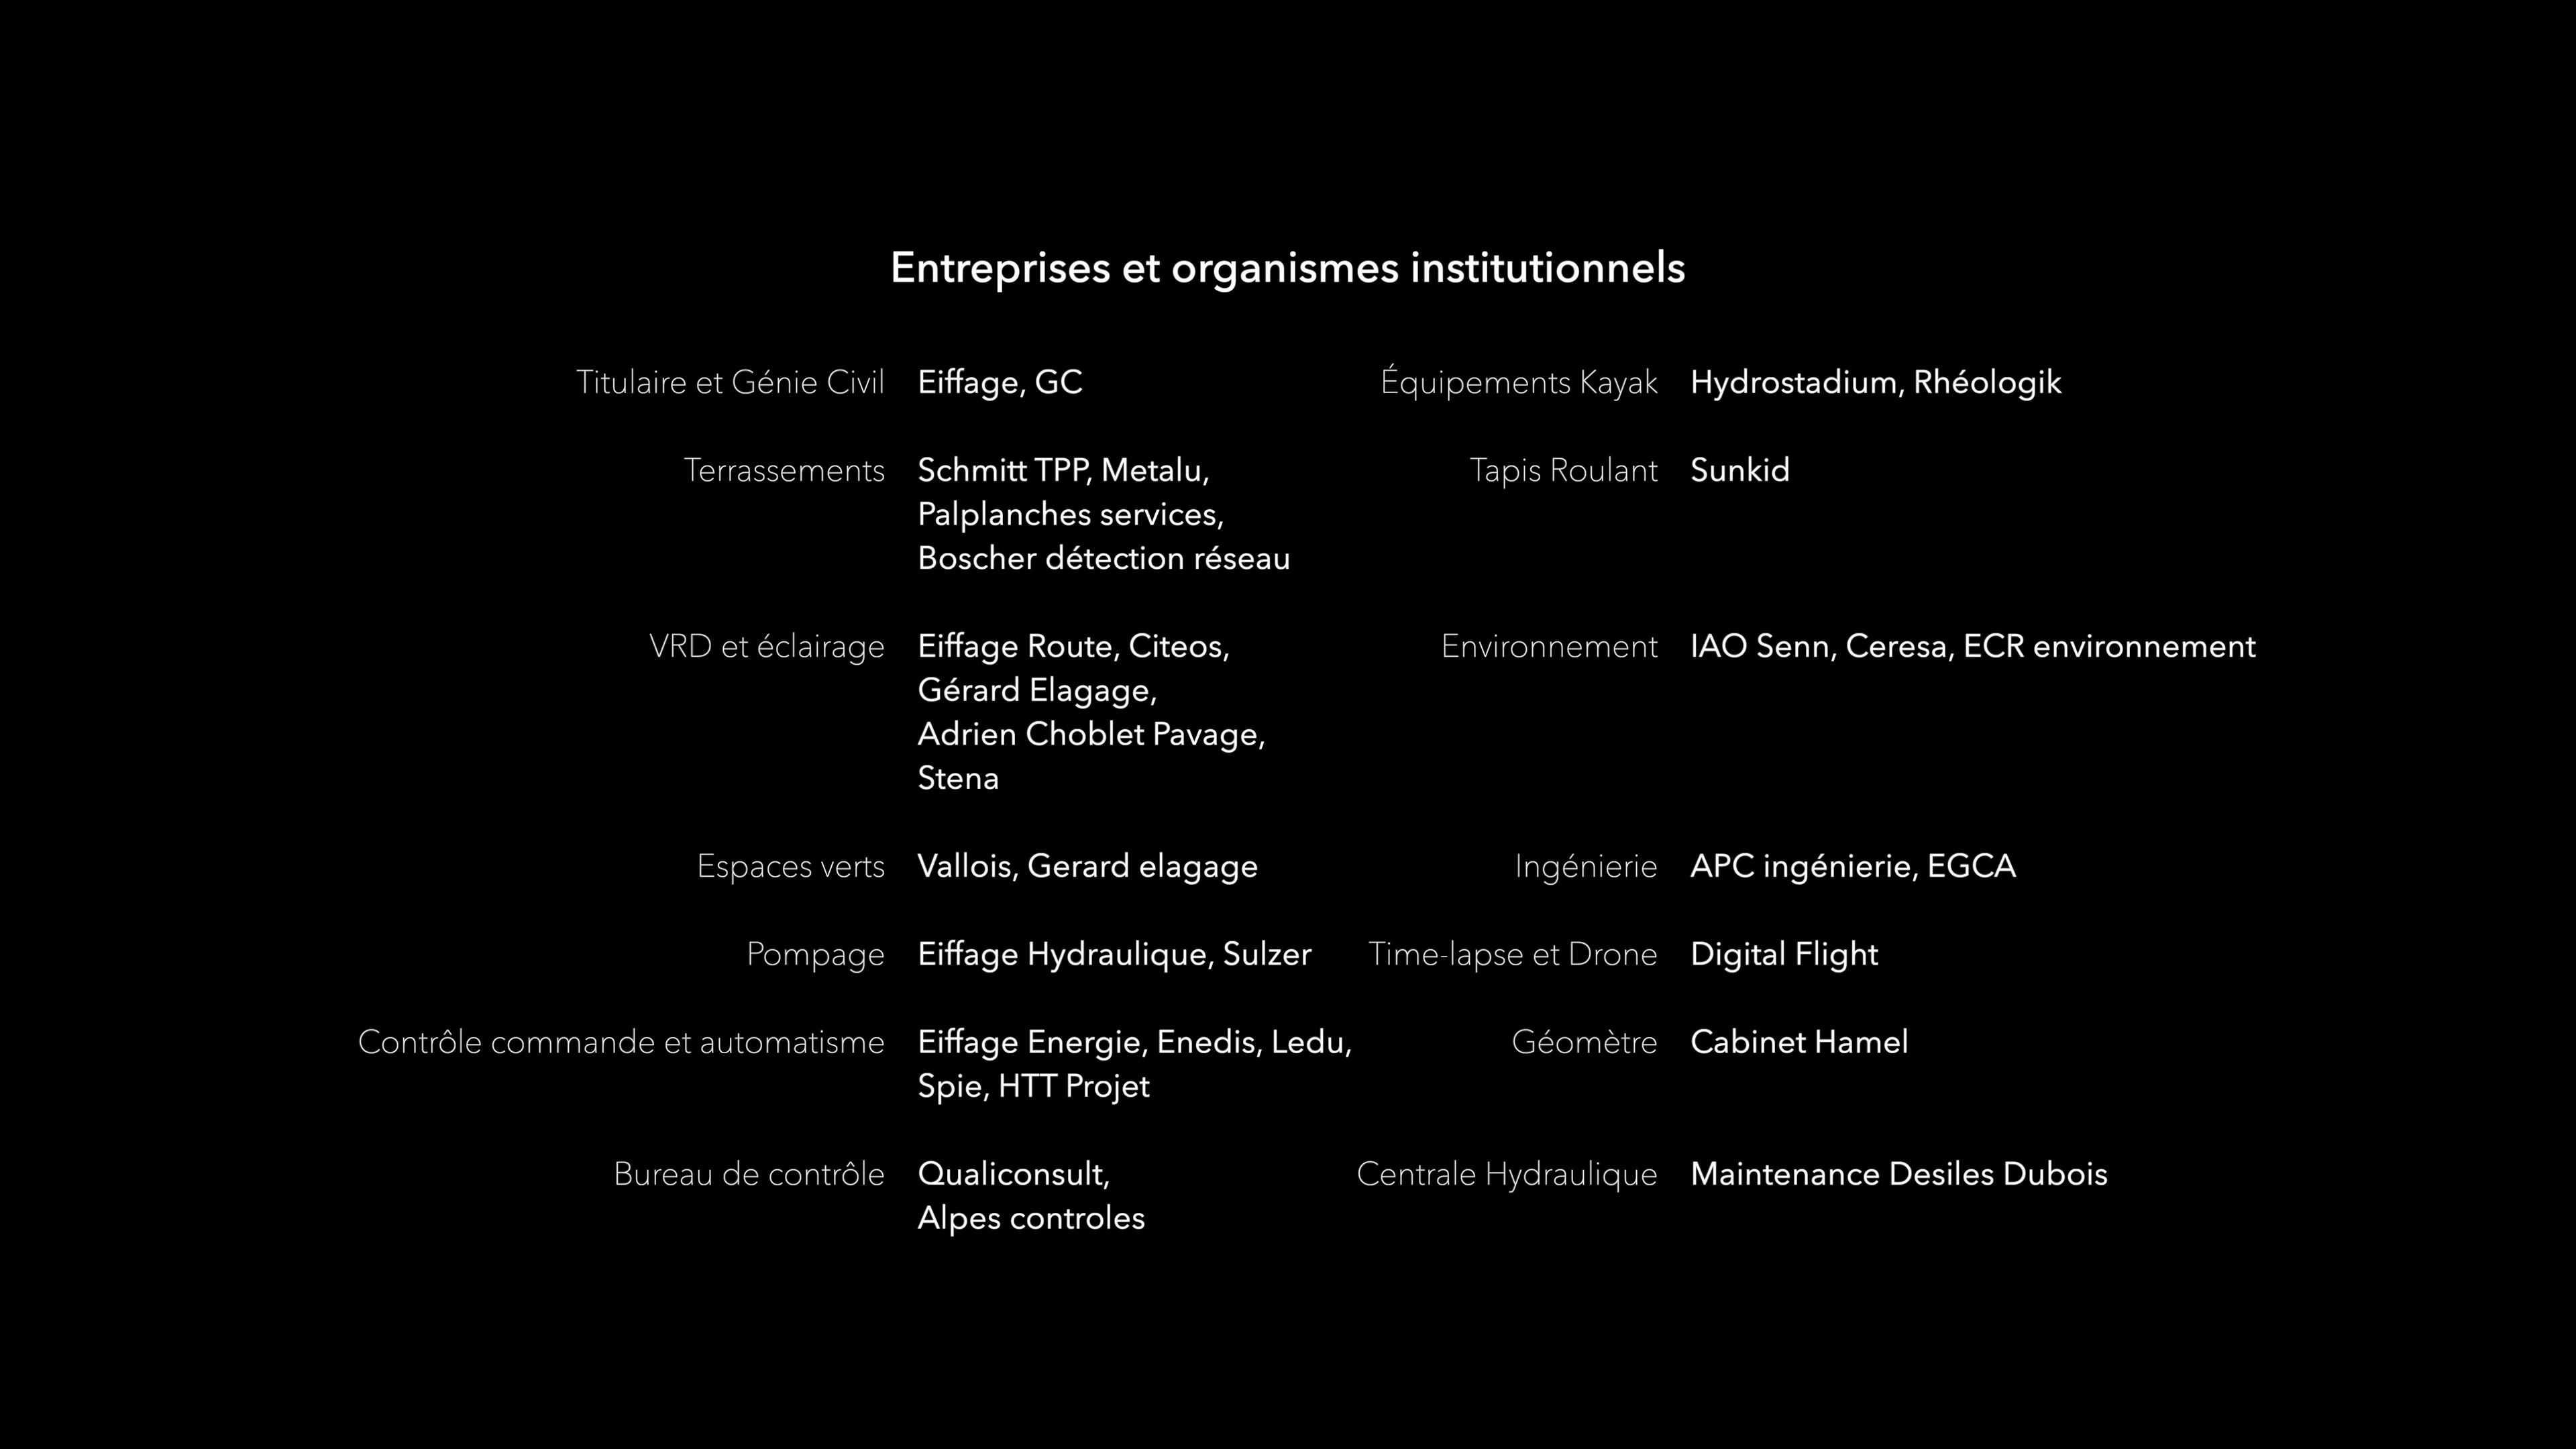 Entreprises et organismes institutionnels
Titulaire et Génie Civil Eiffage, GC
Terrassements Schmitt TPP, Metalu,
Palplanches services,
Boscher détection réseau
VRD et éclairage Eiffage Route, Citeos,
Gérard Elagage,
Adrien Choblet Pavage,
Stena
Espaces verts Vallois, Gerard elagage
Pompage Eiffage Hydraulique, Sulzer
Contrôle commande et automatisme Eiffage Energie, Enedis, Ledu,
Spie, HTT Projet
Bureau de contrôle Qualiconsult,
Alpes controles
Équipements Kayak Hydrostadium, Rhéologik
Tapis Roulant Sunkid
Environnement IAO Senn, Ceresa, ECR environnement
Ingénierie APC ingénierie, EGCA
Time-lapse et Drone Digital Flight
Géomètre Cabinet Hamel
Centrale Hydraulique Maintenance Desiles Dubois